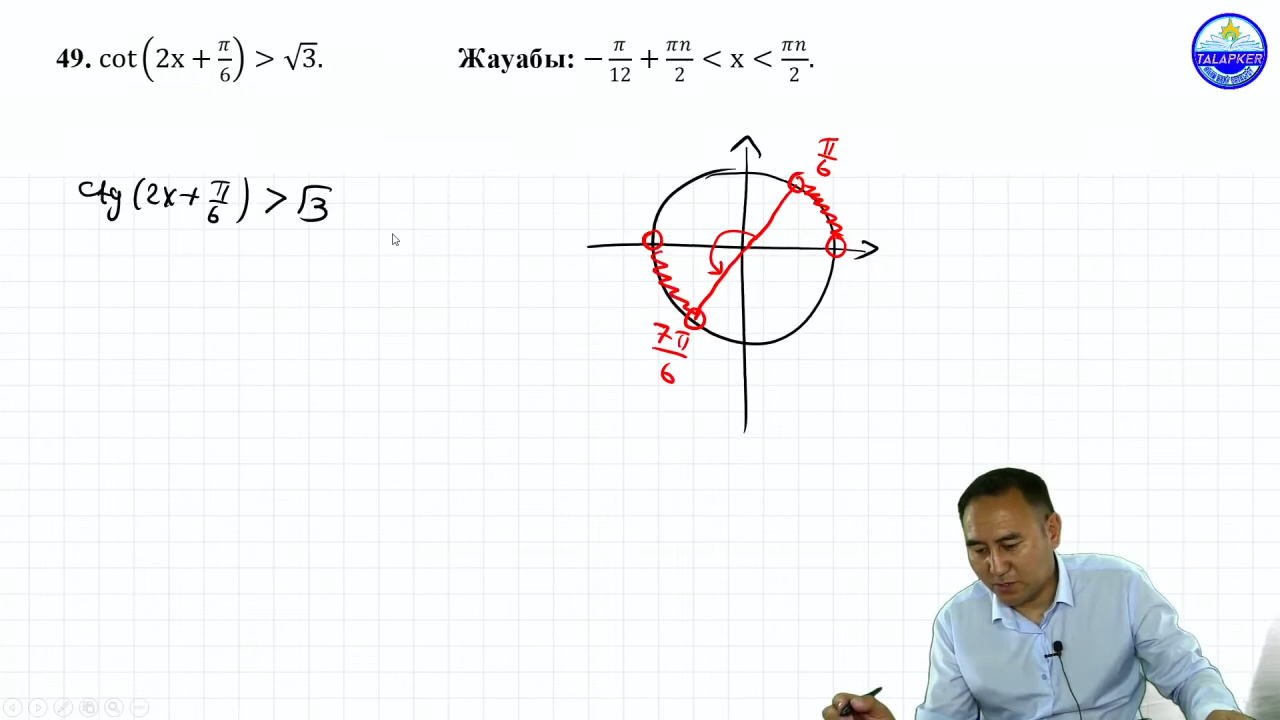 49. cot(2x + π/6) > √3. Жауабы: −π/12 + πn/2 < x < πn/2.
TALAPKER
ctg(2x + π/6) > √3
π/6
7π/6